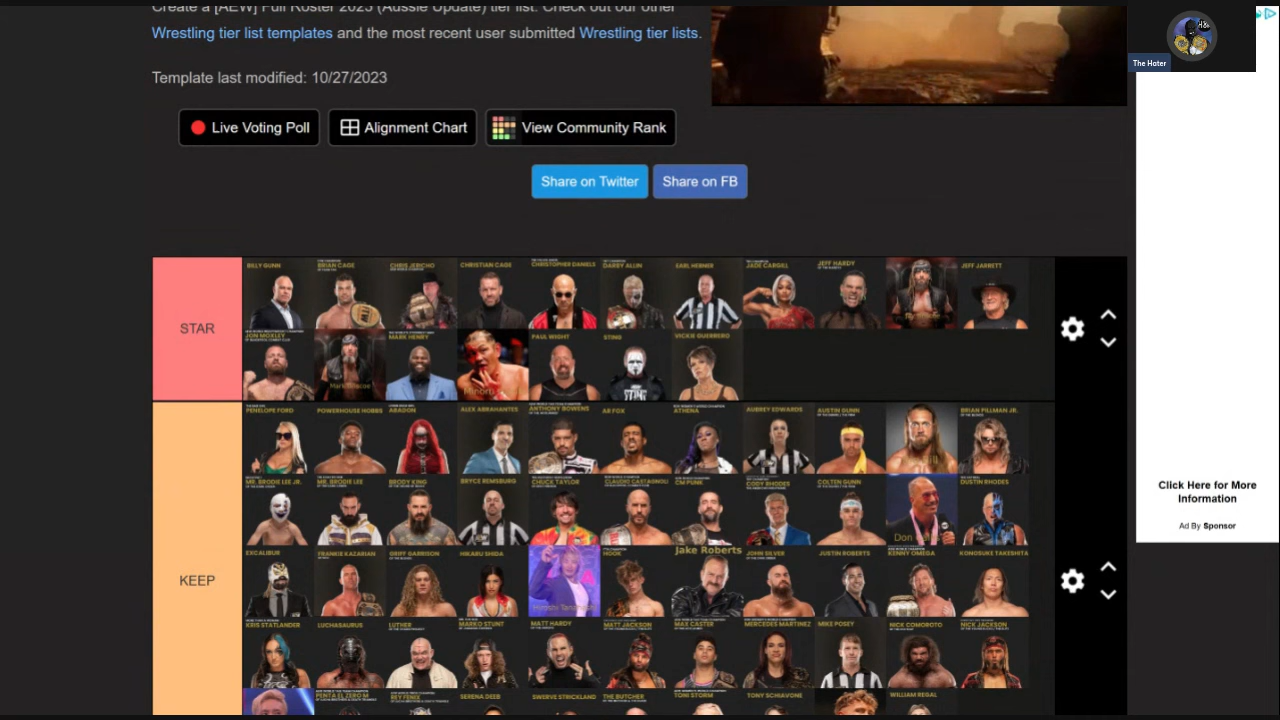 Create a [AEW] Full Roster 2023 (Aussie Update) tier list. Check out our other
Wrestling tier list templates and the most recent user submitted Wrestling tier lists.
Template last modified: 10/27/2023
Live Voting Poll
Alignment Chart
View Community Rank
Share on Twitter
Share on FB
The Hater
STAR
BILLY GUNN
BRIAN CAGE
CHRIS JERICHO
CHRISTIAN CAGE
CHRISTOPHER DANIELS
DARBY ALLIN
EARL HEBNER
JADE CARGILL
JEFF HARDY
JEFF JARRETT
JON MOXLEY
MARK HENRY
PAUL WIGHT
STING
VICKIE GUERRERO
KEEP
PENELOPE FORD
POWERHOUSE HOBBS
ABADON
ALEX ABRAHANTES
ANTHONY BOWENS
AR FOX
ATHENA
AUBREY EDWARDS
AUSTIN GUNN
BRIAN PILLMAN JR.
MR. BRODIE LEE JR.
MR. BRODIE LEE
BRODY KING
BRYCE REMSBURG
CHUCK TAYLOR
CLAUDIO CASTAGNOLI
CM PUNK
CODY RHODES
COLTEN GUNN
Don
DUSTIN RHODES
EXCALIBUR
FRANKIE KAZARIAN
GRIFF GARRISON
HIKARU SHIDA
HOOK
Jake Roberts
JOHN SILVER
JUSTIN ROBERTS
KENNY OMEGA
KONOSUKE TAKESHITA
KRIS STATLANDER
LUCHASAURUS
LUTHER
MARKO STUNT
MATT HARDY
MATT JACKSON
MAX CASTER
MERCEDES MARTINEZ
MIKE POSEY
NICK COMOROTO
NICK JACKSON
PENTA EL ZERO M
REY FENIX
SERENA DEEB
SWERVE STRICKLAND
THE BUTCHER
TONI STORM
TONY SCHIAVONE
WILLIAM REGAL
Click Here for More
Information
Ad By Sponsor